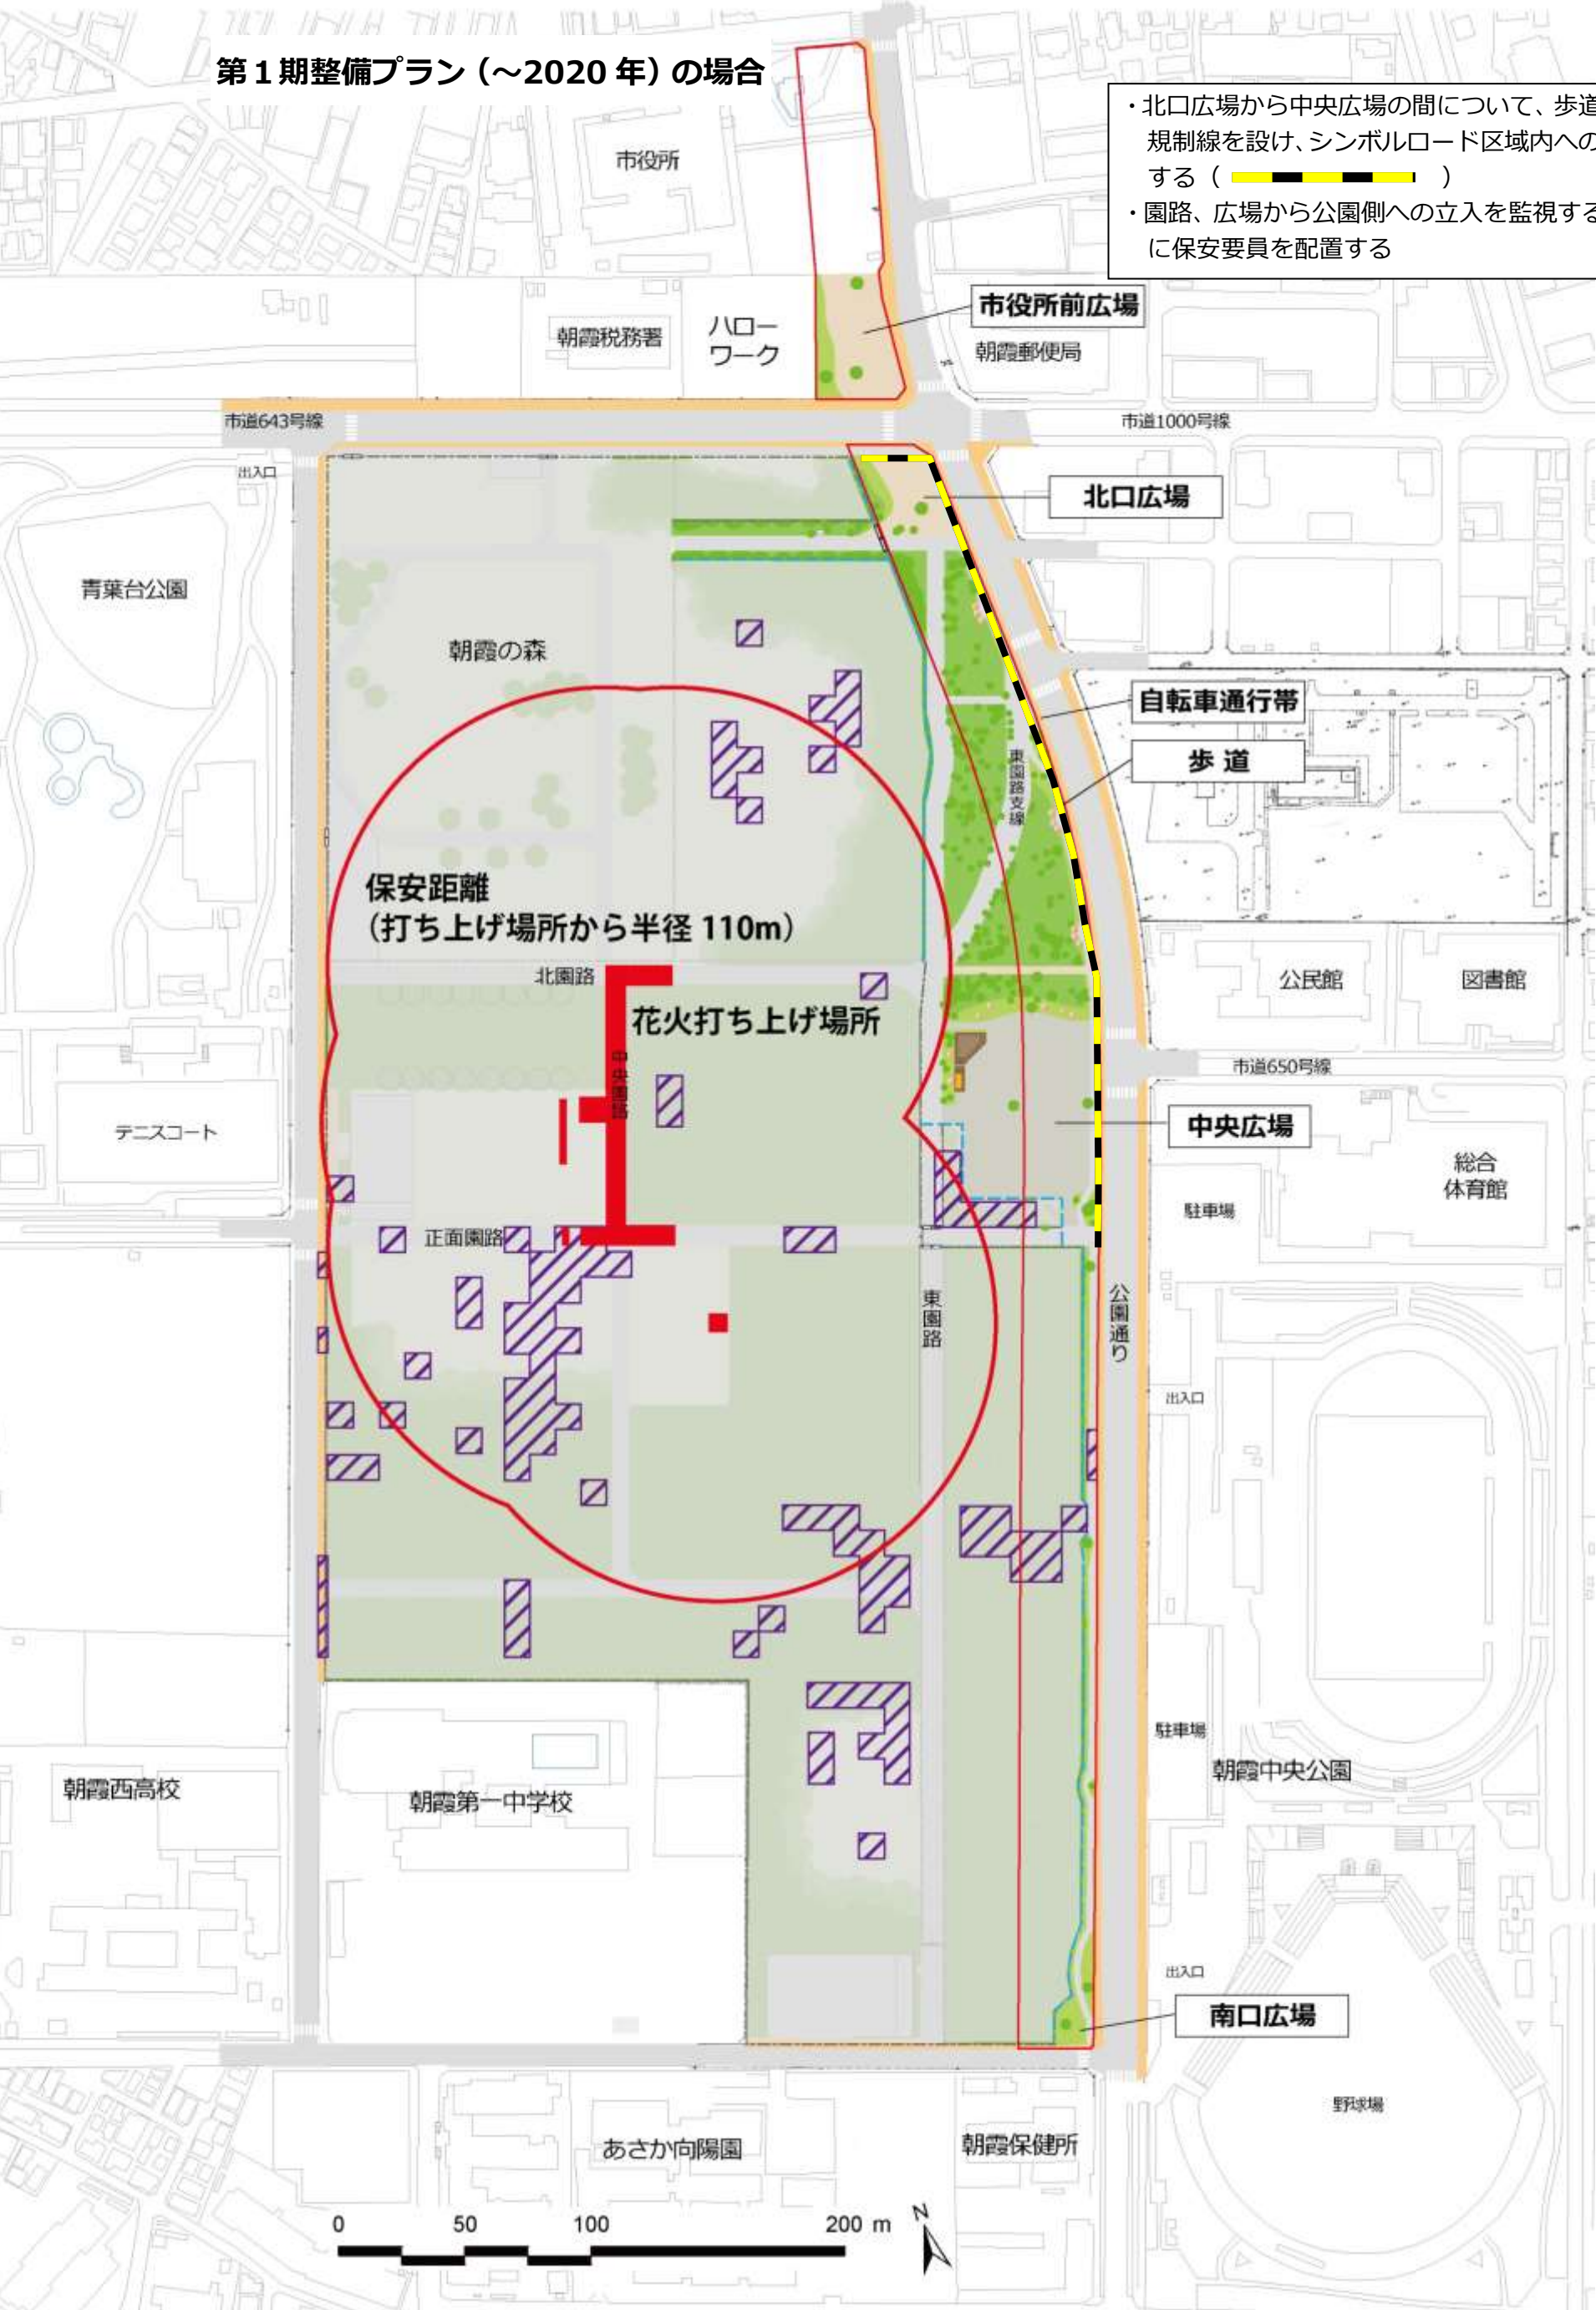 第1期整備プラン（～2020 年）の場合
・北口広場から中央広場の間について、歩道
規制線を設け、シンボルロード区域内への
する（ ）
・園路、広場から公園側への立入を監視する
に保安要員を配置する
市役所
市役所前広場
朝霞税務署
ハロー
ワーク
朝霞郵便局
市道643号線
市道1000号線
出入口
北口広場
青葉台公園
朝霞の森
自転車通行帯
歩 道
東園路支線
保安距離
（打ち上げ場所から半径 110m）
北園路
公民館
図書館
花火打ち上げ場所
中央園路
市道650号線
テニスコート
中央広場
総合
体育館
駐車場
正面園路
東園路
公園通り
出入口
駐車場
朝霞西高校
朝霞第一中学校
朝霞中央公園
出入口
南口広場
野球場
あさか向陽園
朝霞保健所
0 50 100 200 m
N